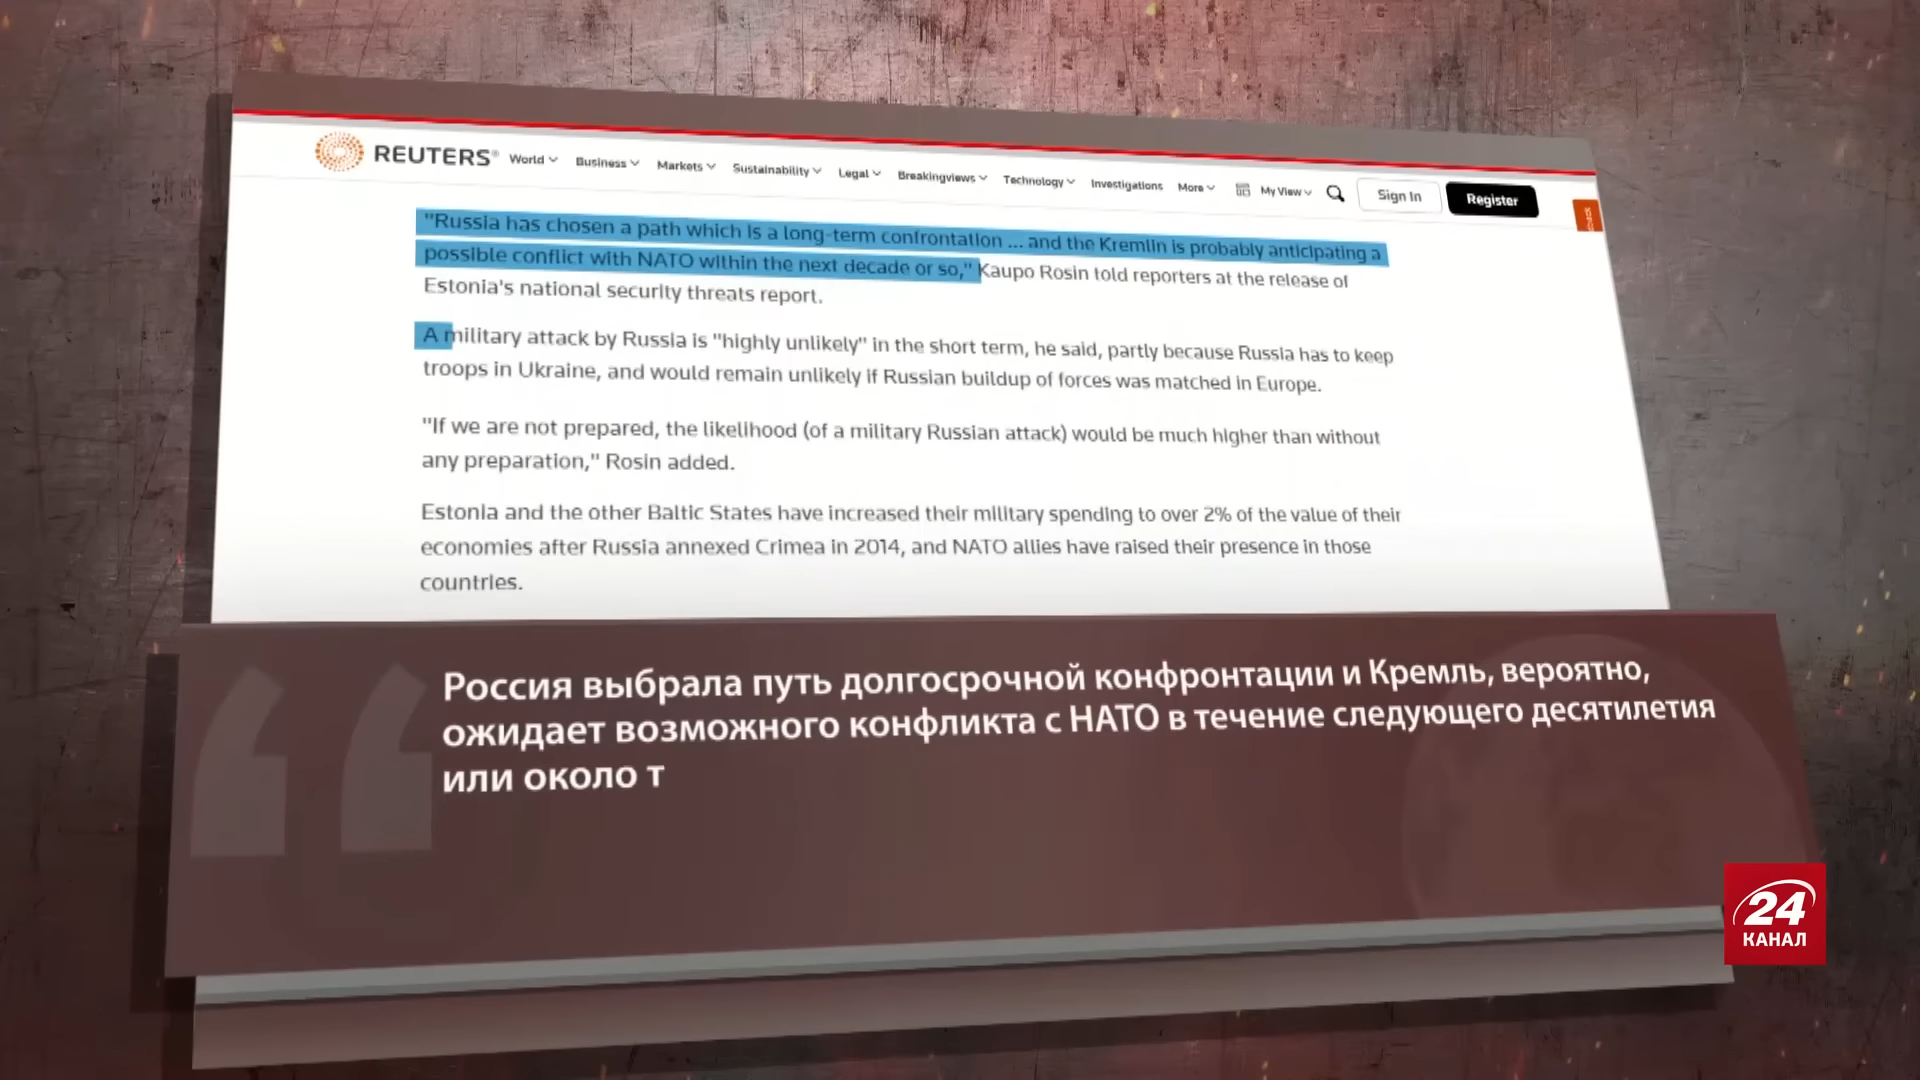 REUTERS® World Business Markets Sustainability Legal Breakingviews Technology Investigations More My View Sign In Register
"Russia has chosen a path which is a long-term confrontation ... and the Kremlin is probably anticipating a
possible conflict with NATO within the next decade or so," Kaupo Rosin told reporters at the release of
Estonia's national security threats report.
A military attack by Russia is "highly unlikely" in the short term, he said, partly because Russia has to keep
troops in Ukraine, and would remain unlikely if Russian buildup of forces was matched in Europe.
"If we are not prepared, the likelihood (of a military Russian attack) would be much higher than without
any preparation," Rosin added.
Estonia and the other Baltic States have increased their military spending to over 2% of the value of their
economies after Russia annexed Crimea in 2014, and NATO allies have raised their presence in those
countries.
Россия выбрала путь долгосрочной конфронтации и Кремль, вероятно,
ожидает возможного конфликта с НАТО в течение следующего десятилетия
или около т
24
КАНАЛ